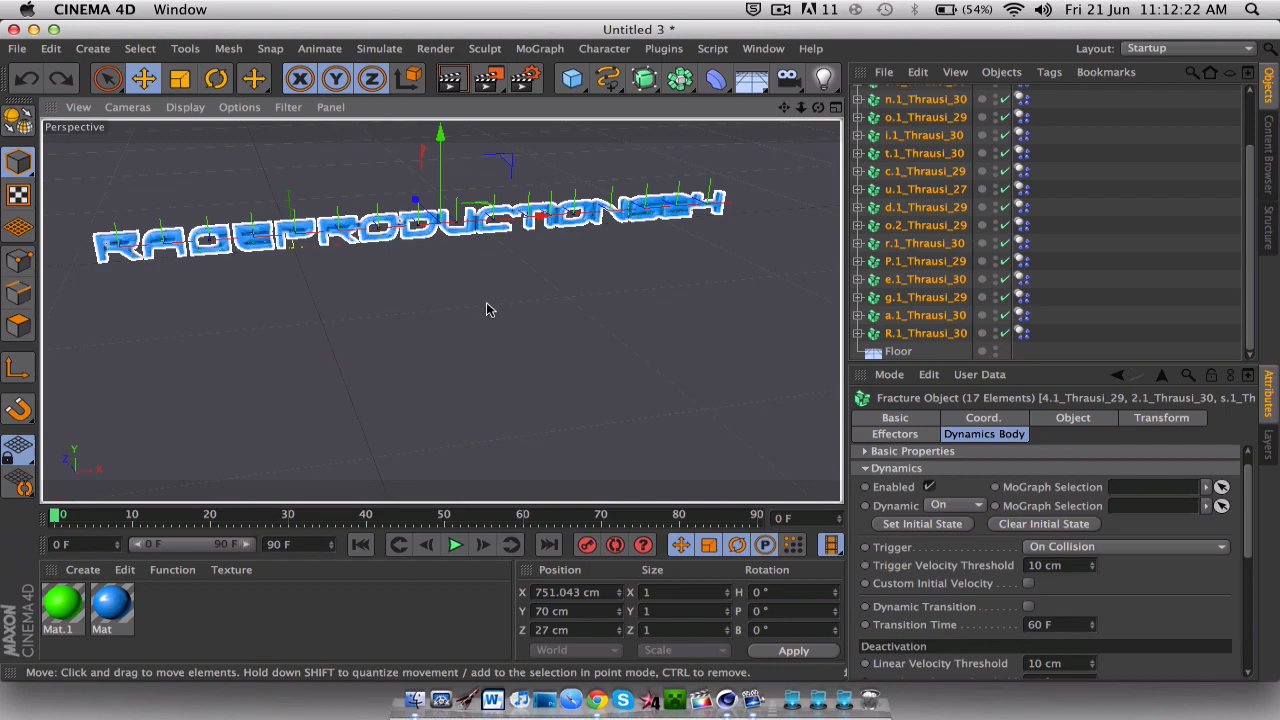 CINEMA 4D Window 11 (54%) Fri 21 Jun 11:12:22 AM
Untitled 3 *
File Edit Create Select Tools Mesh Snap Animate Simulate Render Sculpt MoGraph Character Plugins Script Window Help Layout: Startup
X Y Z
File Edit View Objects Tags Bookmarks
View Cameras Display Options Filter Panel
Perspective
n.1_Thrausi_30
o.1_Thrausi_29
i.1_Thrausi_30
t.1_Thrausi_30
c.1_Thrausi_29
u.1_Thrausi_27
d.1_Thrausi_29
o.2_Thrausi_29
r.1_Thrausi_30
P.1_Thrausi_29
e.1_Thrausi_30
g.1_Thrausi_29
a.1_Thrausi_30
R.1_Thrausi_30
Floor
Objects
Content Browser
Structure
Y
Z X
Mode Edit User Data
Fracture Object (17 Elements) [4.1_Thrausi_29, 2.1_Thrausi_30, s.1_Th
Basic Coord. Object Transform
Effectors Dynamics Body
Basic Properties
Dynamics
Enabled MoGraph Selection
Dynamic On MoGraph Selection
Set Initial State Clear Initial State
Trigger On Collision
Trigger Velocity Threshold 10 cm
Custom Initial Velocity
Dynamic Transition
Transition Time 60 F
Deactivation
Linear Velocity Threshold 10 cm
Attributes
Layers
0 10 20 30 40 50 60 70 80 90 0 F
0 F 0 F 90 F 90 F
P
Create Edit Function Texture
Mat.1 Mat
Position Size Rotation
X 751.043 cm X 1 H 0 °
Y 70 cm Y 1 P 0 °
Z 27 cm Z 1 B 0 °
World Scale Apply
MAXON
CINEMA 4D
Move: Click and drag to move elements. Hold down SHIFT to quantize movement / add to the selection in point mode, CTRL to remove.